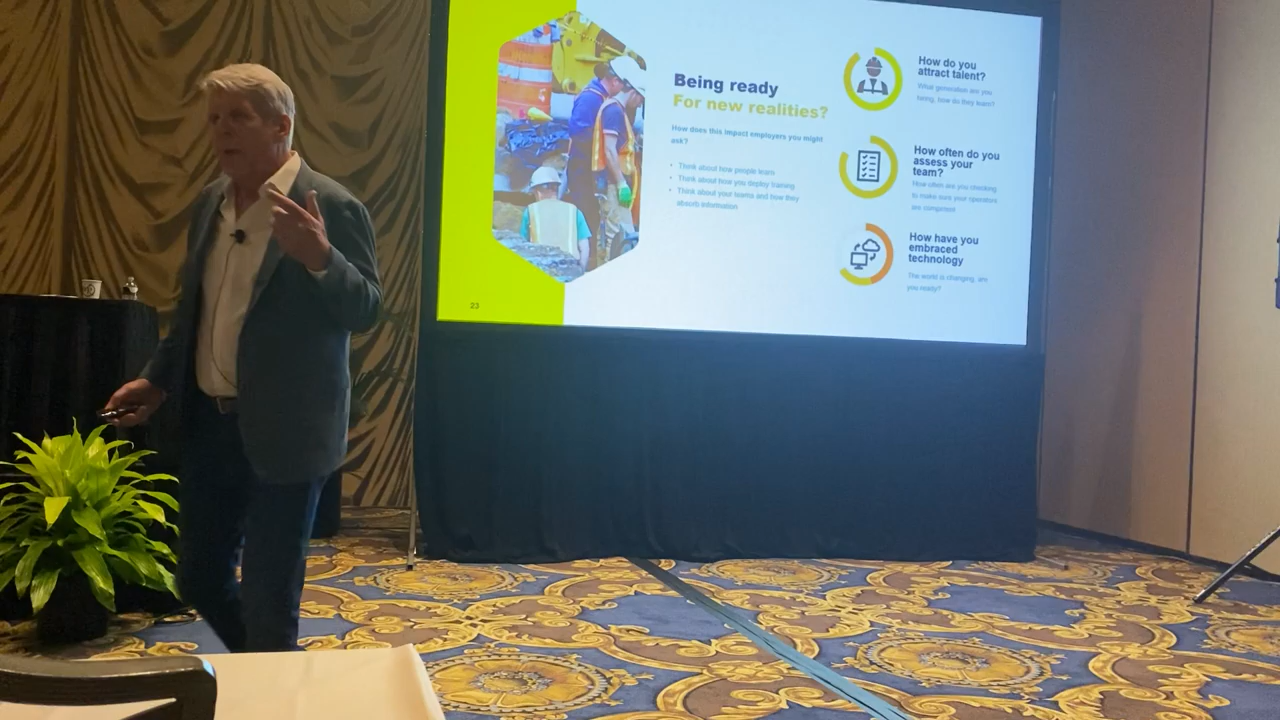 Being ready
For new realities?
How does this impact employers you might
ask?
• Think about how people learn
• Think about how you deploy training
• Think about your teams and how they
absorb information
How do you
attract talent?
What generation are you
hiring, how do they learn?
How often do you
assess your
team?
How often are you checking
to make sure your operators
are competent
How have you
embraced
technology
The world is changing, are
you ready?
23